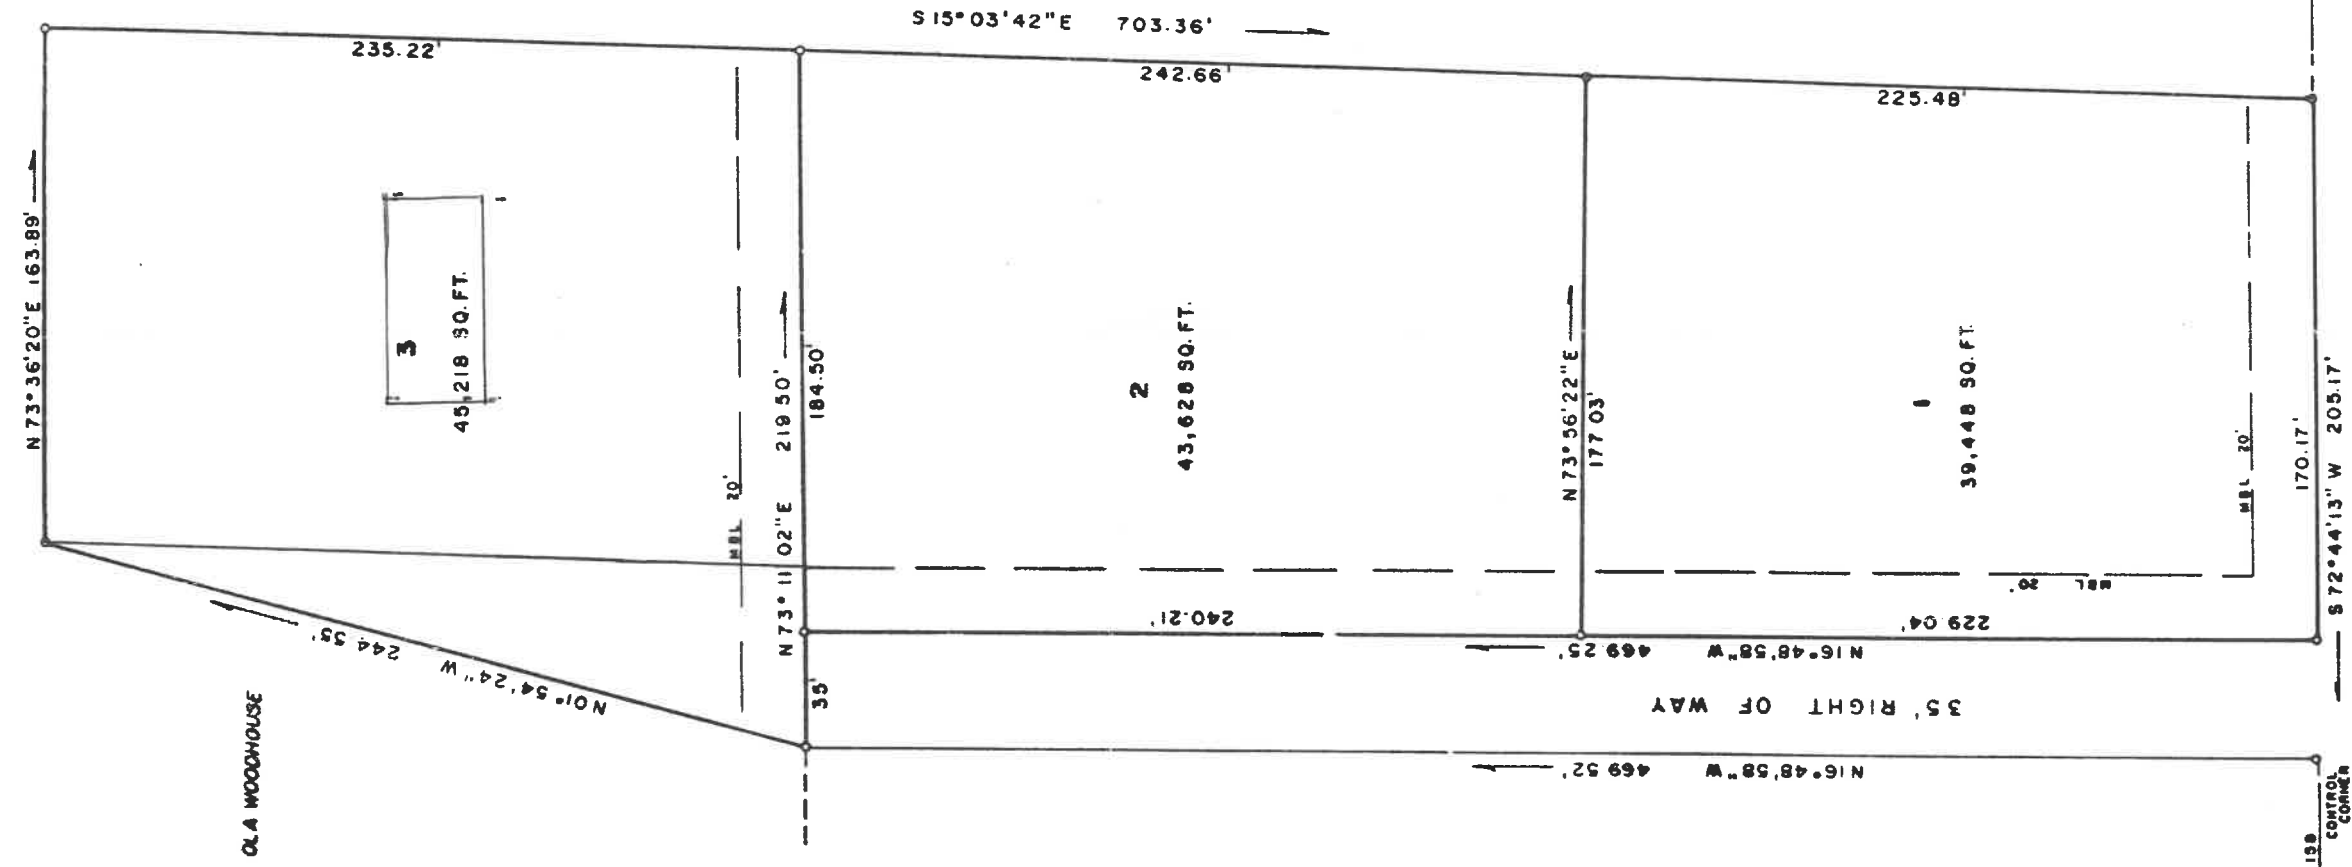 S 15° 03' 42" E 703.36'
235.22'
242.66'
225.48'
N 73° 36' 20" E 163.89'
3
45,218 SQ. FT.
MBL 20'
N 73° 11 02" E 219 50'
184.50'
35'
2
43,628 SQ. FT.
N 73° 56' 22" E
177 03'
1
39,448 SQ. FT.
MBL 20'
170.17'
S 72° 44' 13" W 205.17'
MBL 20'
240.21'
229.04'
N 16° 48' 58" W 469.25'
35' RIGHT OF WAY
N 16° 48' 58" W 469 52'
N 01° 54' 24" W 244.55'
OLA WOODHOUSE
CONTROL
CORNER